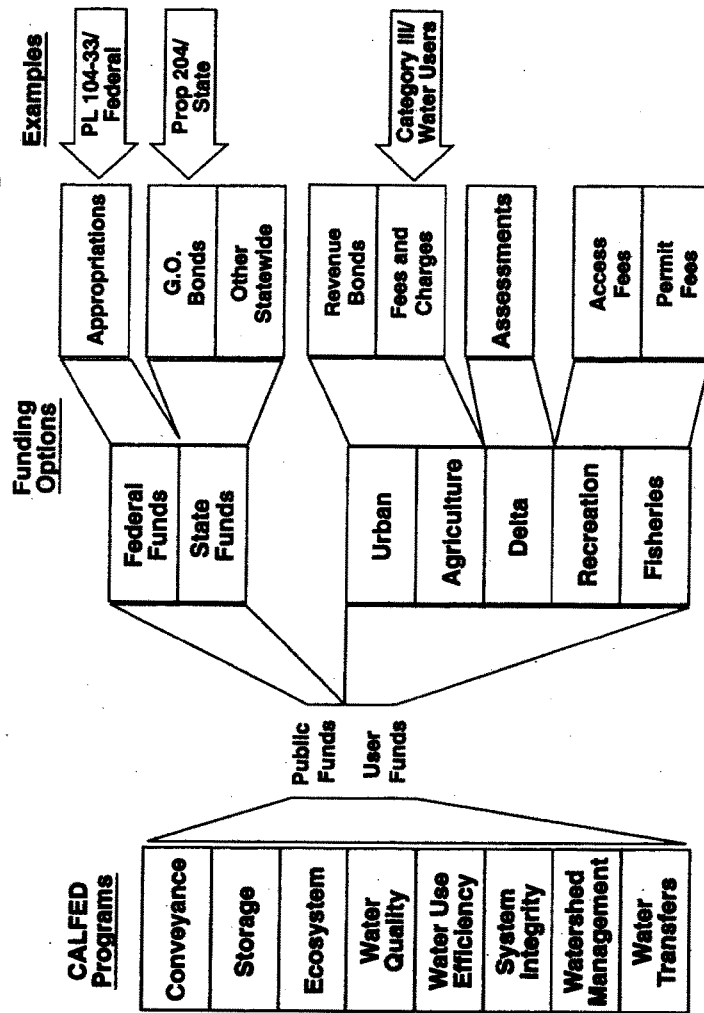 CALFED
Programs
Conveyance
Storage
Ecosystem
Water
Quality
Water Use
Efficiency
System
Integrity
Watershed
Management
Water
Transfers
Public
Funds
User
Funds
Funding
Options
Federal
Funds
State
Funds
Urban
Agriculture
Delta
Recreation
Fisheries
Appropriations
G.O.
Bonds
Other
Statewide
Revenue
Bonds
Fees and
Charges
Assessments
Access
Fees
Permit
Fees
Examples
PL 104-33/
Federal
Prop 204/
State
Category III/
Water Users